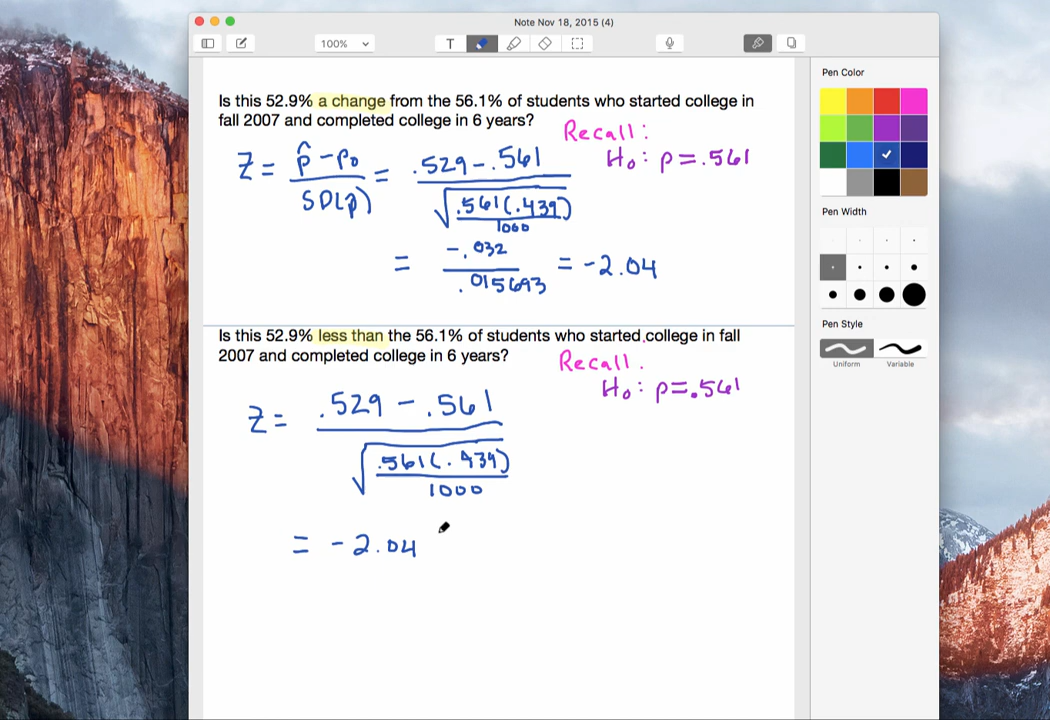 Note Nov 18, 2015 (4)
100%
T
Pen Color
Is this 52.9% a change from the 56.1% of students who started college in
fall 2007 and completed college in 6 years?
Recall:
Ho: p=.561
Z = p̂ - po / SD(p̂) = .529 - .561 / √.561(.439)/1000
= -.032 / .015693 = -2.04
Pen Width
Is this 52.9% less than the 56.1% of students who started college in fall
2007 and completed college in 6 years?
Pen Style
Uniform
Variable
Recall.
Ho: p=.561
Z = .529 - .561 / √.561(.439)/1000
= -2.04